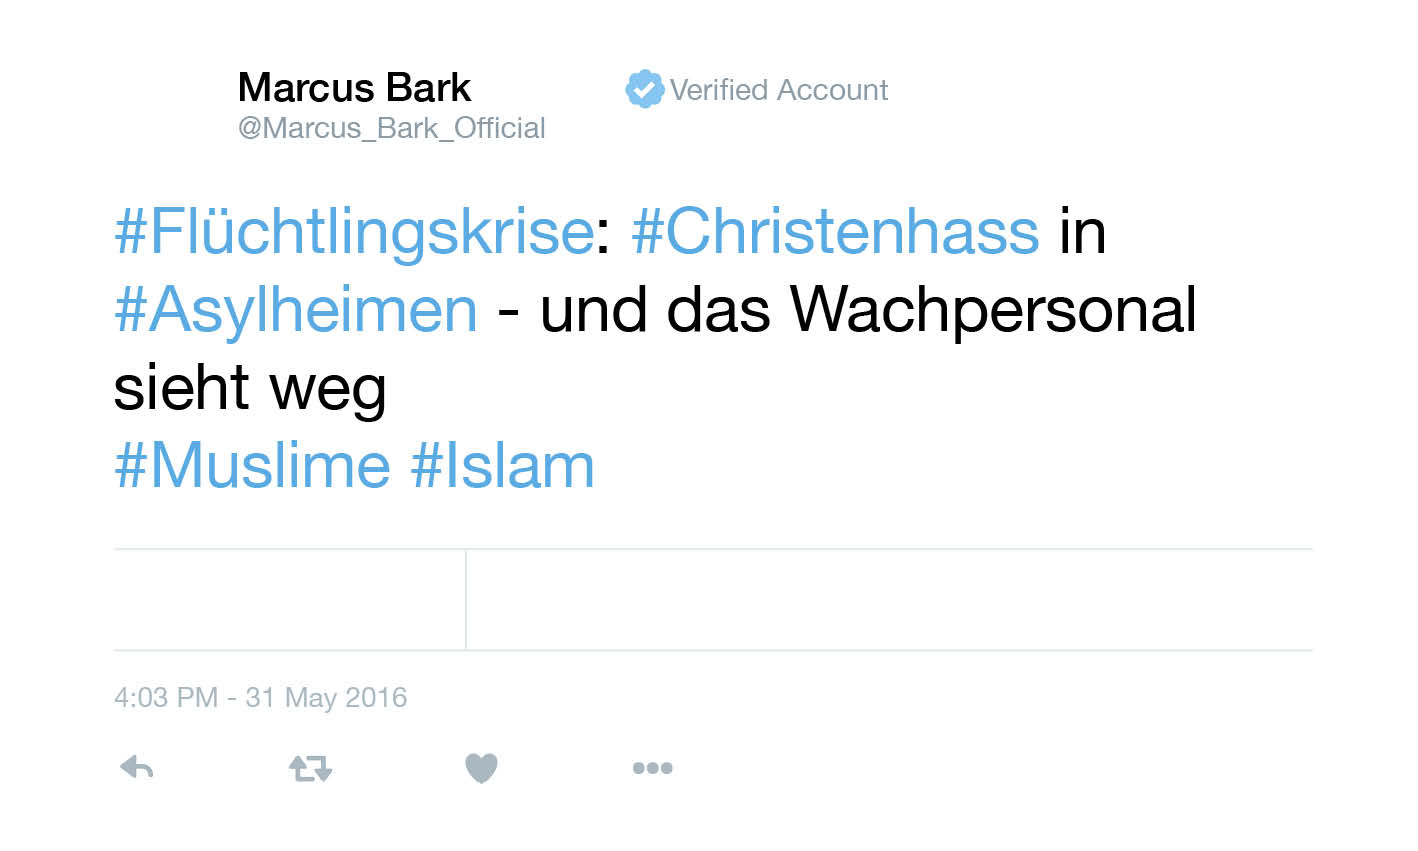 Marcus Bark
Verified Account
@Marcus_Bark_Official
#Flüchtlingskrise: #Christenhass in
#Asylheimen - und das Wachpersonal
sieht weg
#Muslime #Islam
4:03 PM - 31 May 2016